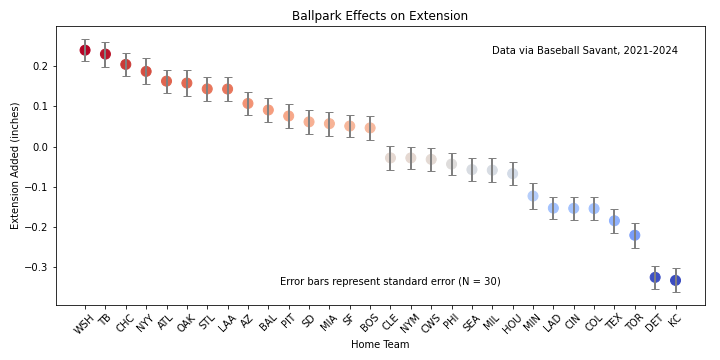 Ballpark Effects on Extension
Data via Baseball Savant, 2021-2024
Extension Added (inches)
0.2
0.1
0.0
−0.1
−0.2
−0.3
Error bars represent standard error (N = 30)
WSH TB CHC NYY ATL OAK STL LAA AZ BAL PIT SD MIA SF BOS CLE NYM CWS PHI SEA MIL HOU MIN LAD CIN COL TEX TOR DET KC
Home Team